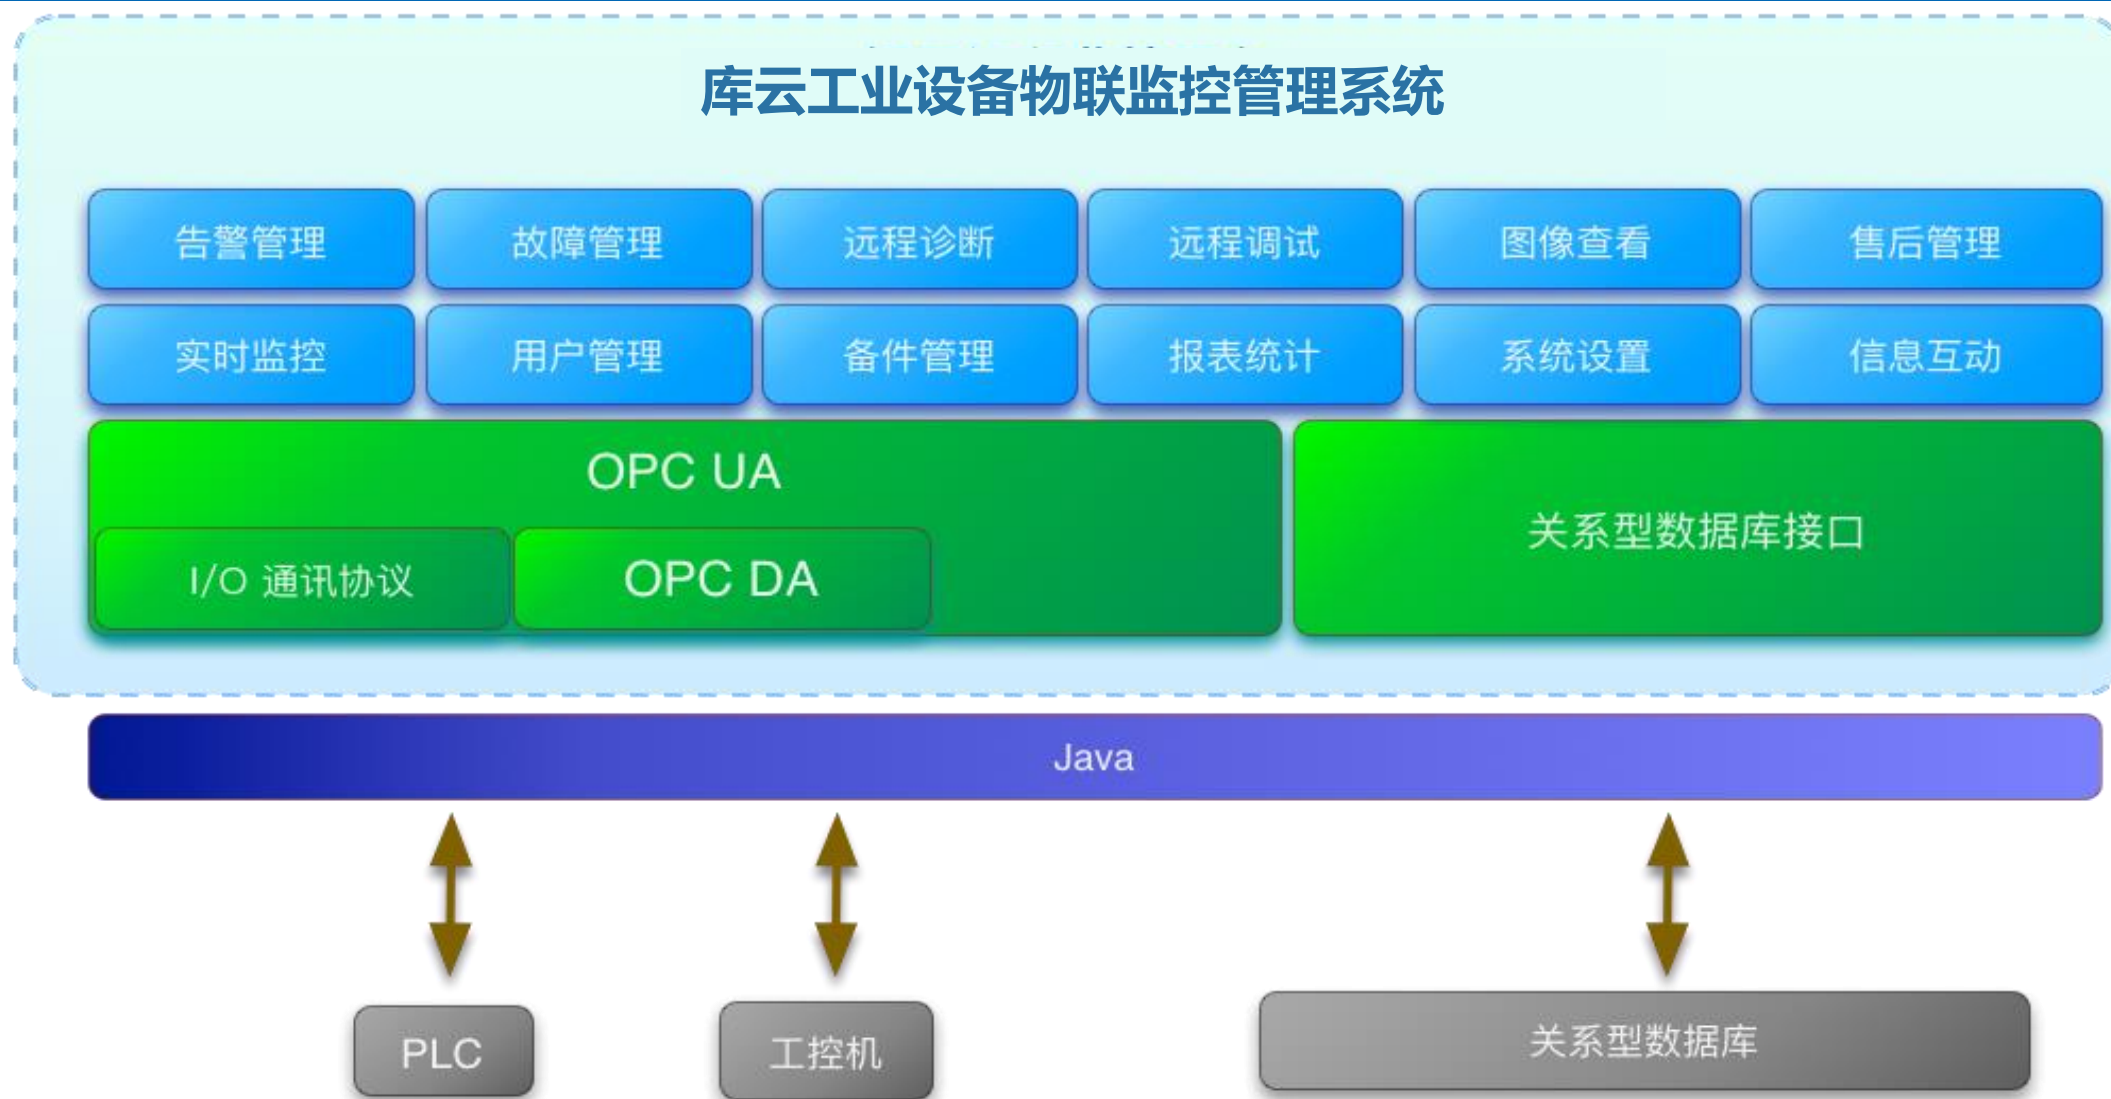 库云工业设备物联监控管理系统
告警管理
故障管理
远程诊断
远程调试
图像查看
售后管理
实时监控
用户管理
备件管理
报表统计
系统设置
信息互动
OPC UA
I/O 通讯协议
OPC DA
关系型数据库接口
Java
PLC
工控机
关系型数据库